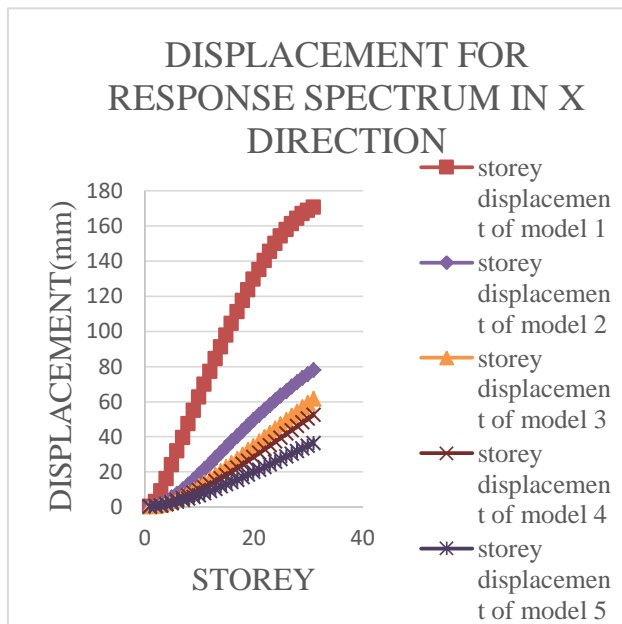 DISPLACEMENT FOR
RESPONSE SPECTRUM IN X
DIRECTION
180
160
140
120
100
80
60
40
20
0
DISPLACEMENT(mm)
0
20
40
STOREY
storey
displacemen
t of model 1
storey
displacemen
t of model 2
storey
displacemen
t of model 3
storey
displacemen
t of model 4
storey
displacemen
t of model 5